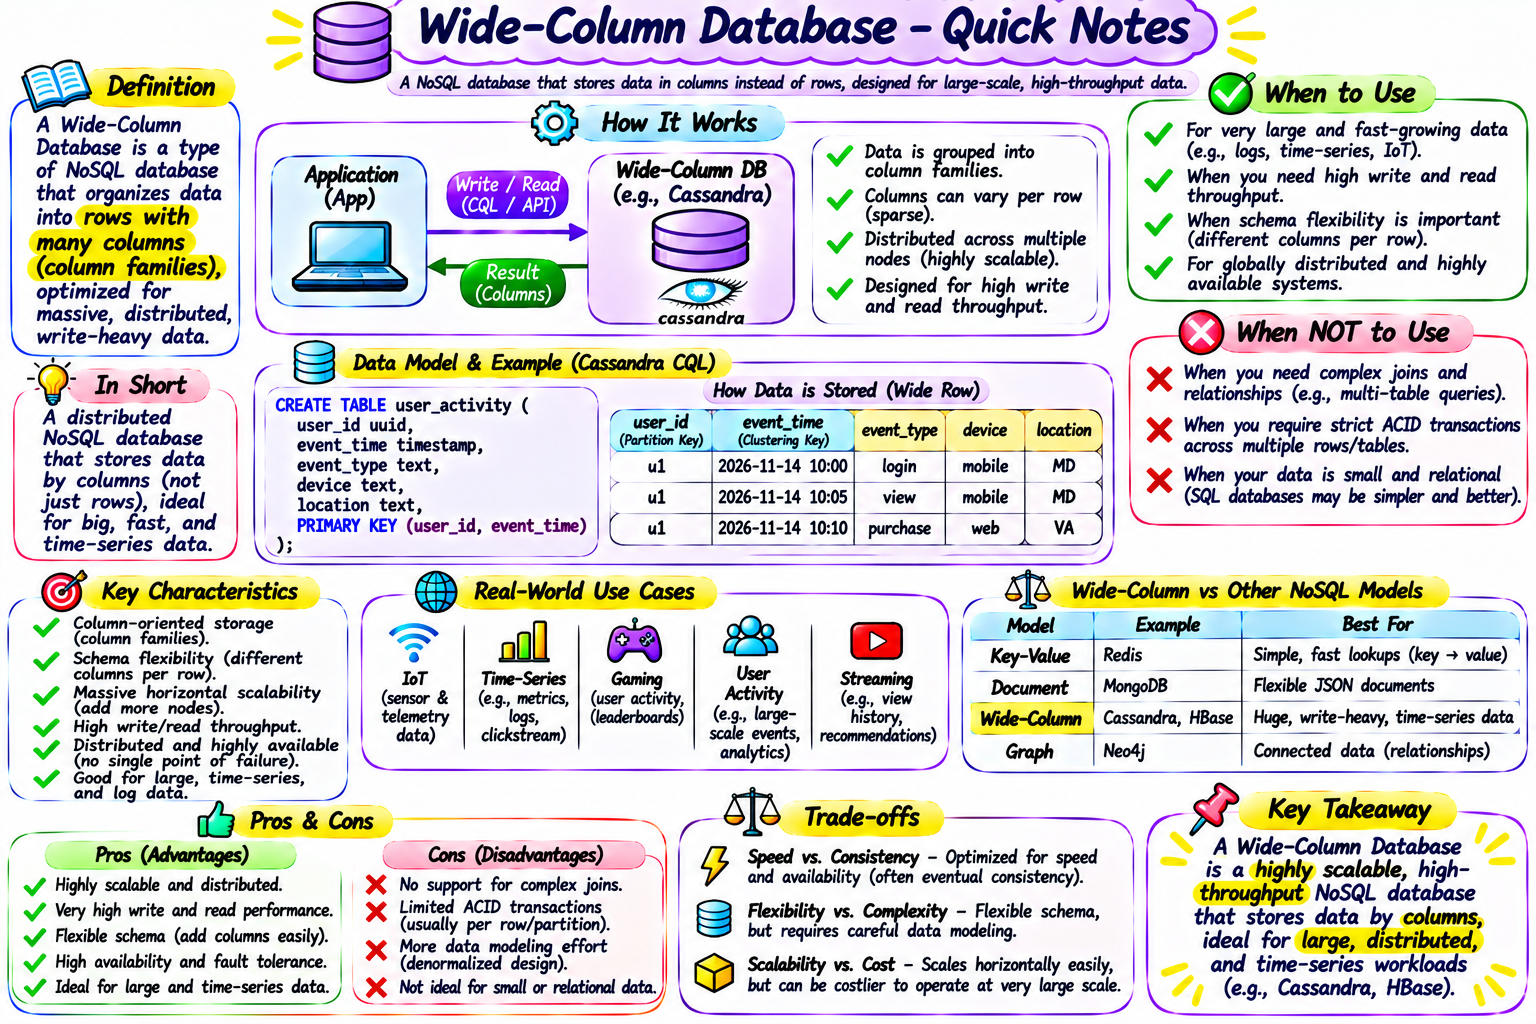 Wide-Column Database - Quick Notes
A NoSQL database that stores data in columns instead of rows, designed for large-scale, high-throughput data.
Definition
A Wide-Column
Database is a type
of NoSQL database
that organizes data
into rows with
many columns
(column families),
optimized for
massive, distributed,
write-heavy data.
In Short
A distributed
NoSQL database
that stores data
by columns (not
just rows), ideal
for big, fast, and
time-series data.
How It Works
Application
(App)
Write / Read
(CQL / API)
Result
(Columns)
Wide-Column DB
(e.g., Cassandra)
cassandra
Data is grouped into
column families.
Columns can vary per row
(sparse).
Distributed across multiple
nodes (highly scalable).
Designed for high write
and read throughput.
When to Use
For very large and fast-growing data
(e.g., logs, time-series, IoT).
When you need high write and read
throughput.
When schema flexibility is important
(different columns per row).
For globally distributed and highly
available systems.
When NOT to Use
When you need complex joins and
relationships (e.g., multi-table queries).
When you require strict ACID transactions
across multiple rows/tables.
When your data is small and relational
(SQL databases may be simpler and better).
Data Model & Example (Cassandra CQL)
CREATE TABLE user_activity (
user_id uuid,
event_time timestamp,
event_type text,
device text,
location text,
PRIMARY KEY (user_id, event_time)
);
How Data is Stored (Wide Row)
user_id (Partition Key) event_time (Clustering Key) event_type device location
u1 2026-11-14 10:00 login mobile MD
u1 2026-11-14 10:05 view mobile MD
u1 2026-11-14 10:10 purchase web VA
Key Characteristics
Column-oriented storage
(column families).
Schema flexibility (different
columns per row).
Massive horizontal scalability
(add more nodes).
High write/read throughput.
Distributed and highly available
(no single point of failure).
Good for large, time-series,
and log data.
Real-World Use Cases
IoT
(sensor &
telemetry
data)
Time-Series
(e.g., metrics,
logs,
clickstream)
Gaming
(user activity,
(leaderboards)
User
Activity
(e.g., large-
scale events,
analytics)
Streaming
(e.g., view
history,
recommendations)
Wide-Column vs Other NoSQL Models
Model Example Best For
Key-Value Redis Simple, fast lookups (key → value)
Document MongoDB Flexible JSON documents
Wide-Column Cassandra, HBase Huge, write-heavy, time-series data
Graph Neo4j Connected data (relationships)
Pros & Cons
Pros (Advantages)
Highly scalable and distributed.
Very high write and read performance.
Flexible schema (add columns easily).
High availability and fault tolerance.
Ideal for large and time-series data.
Cons (Disadvantages)
No support for complex joins.
Limited ACID transactions
(usually per row/partition).
More data modeling effort
(denormalized design).
Not ideal for small or relational data.
Trade-offs
Speed vs. Consistency – Optimized for speed
and availability (often eventual consistency).
Flexibility vs. Complexity – Flexible schema,
but requires careful data modeling.
Scalability vs. Cost – Scales horizontally easily,
but can be costlier to operate at very large scale.
Key Takeaway
A Wide-Column Database
is a highly scalable, high-
throughput NoSQL database
that stores data by columns,
ideal for large, distributed,
and time-series workloads
(e.g., Cassandra, HBase).